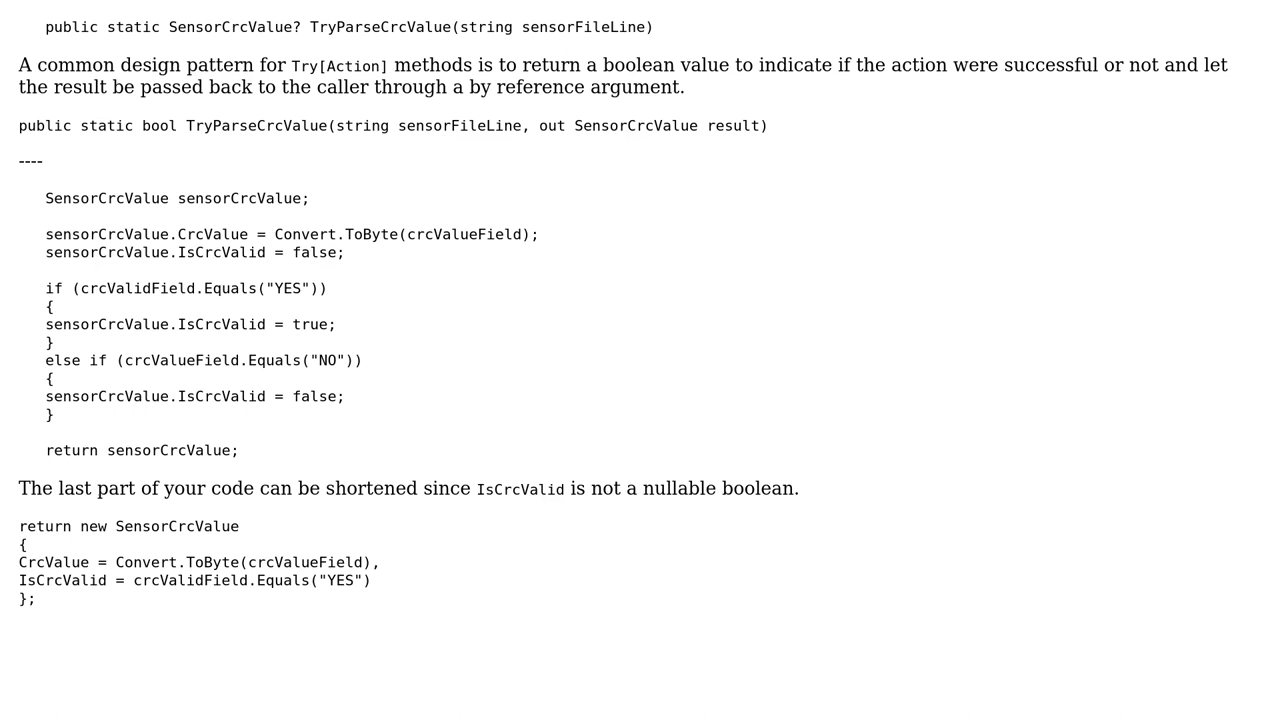 public static SensorCrcValue? TryParseCrcValue(string sensorFileLine)
A common design pattern for Try[Action] methods is to return a boolean value to indicate if the action were successful or not and let
the result be passed back to the caller through a by reference argument.
public static bool TryParseCrcValue(string sensorFileLine, out SensorCrcValue result)
----
SensorCrcValue sensorCrcValue;
sensorCrcValue.CrcValue = Convert.ToByte(crcValueField);
sensorCrcValue.IsCrcValid = false;
if (crcValidField.Equals("YES"))
{
sensorCrcValue.IsCrcValid = true;
}
else if (crcValueField.Equals("NO"))
{
sensorCrcValue.IsCrcValid = false;
}
return sensorCrcValue;
The last part of your code can be shortened since IsCrcValid is not a nullable boolean.
return new SensorCrcValue
{
CrcValue = Convert.ToByte(crcValueField),
IsCrcValid = crcValidField.Equals("YES")
};